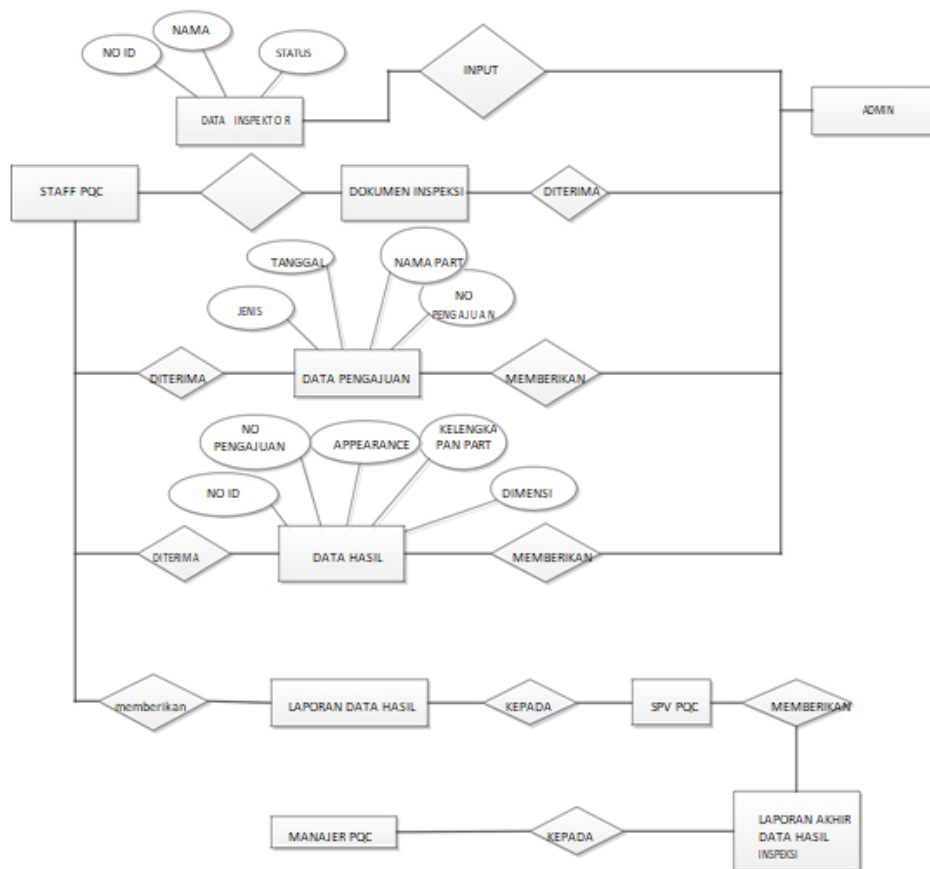 NAMA
NO ID
STATUS
INPUT
DATA INSPEKTOR
ADMIN
STAFF PQC
DOKUMEN INSPEKSI
DITERIMA
TANGGAL
NAMA PART
NO
PENGAJUAN
JENIS
DITERIMA
DATA PENGAJUAN
MEMBERIKAN
NO
PENGAJUAN
APPEARANCE
KELENGKA
PAN PART
NO ID
DIMENSI
DITERIMA
DATA HASIL
MEMBERIKAN
memberikan
LAPORAN DATA HASIL
KEPADA
SPV PQC
MEMBERIKAN
MANAJER PQC
KEPADA
LAPORAN AKHIR
DATA HASIL
INSPEKSI